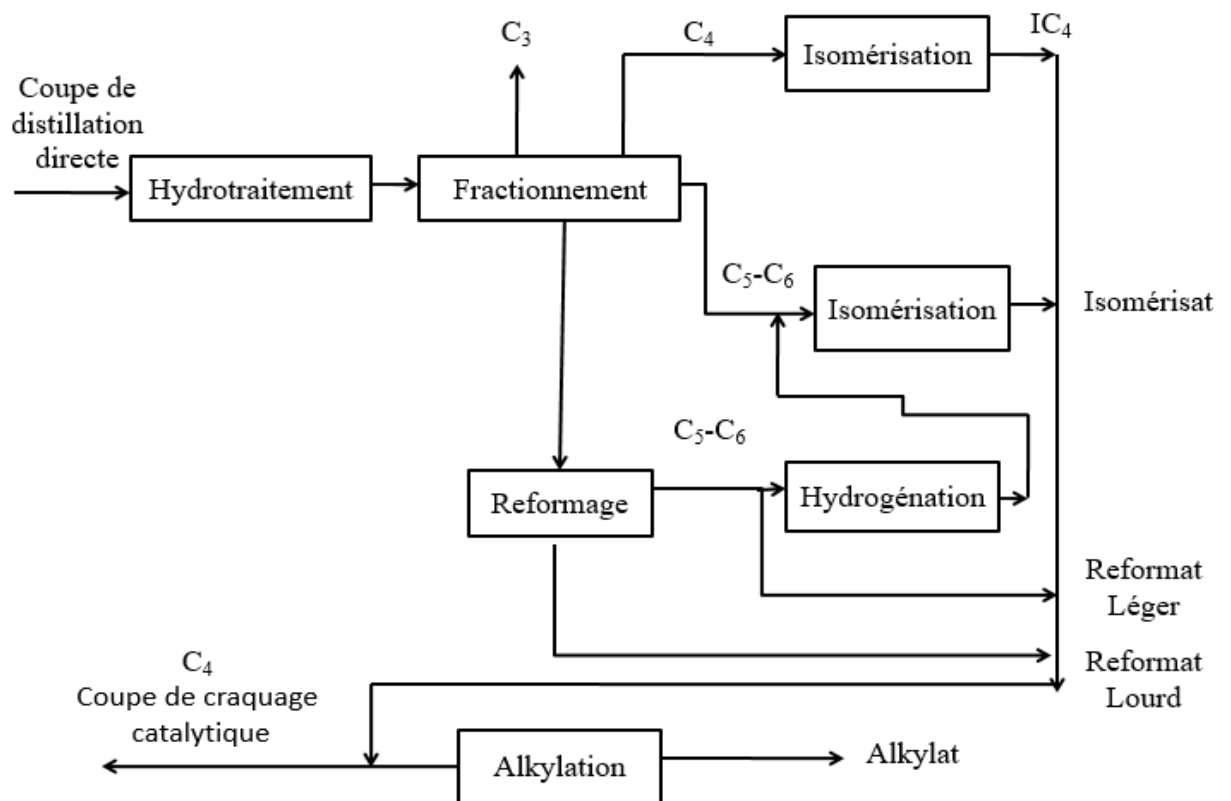 C3
C4
IC4
Isomérisation
Coupe de
distillation
directe
Hydrotraitement
Fractionnement
C5-C6
Isomérisation
Isomérisat
C5-C6
Reformage
Hydrogénation
Reformat
Léger
C4
Coupe de craquage
catalytique
Reformat
Lourd
Alkylation
Alkylat